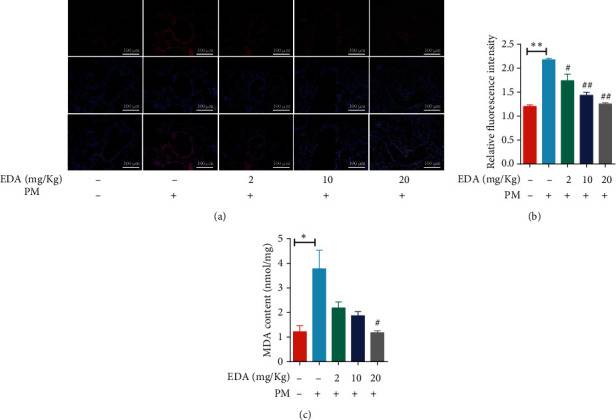 100 μm 100 μm 100 μm 100 μm 100 μm
100 μm 100 μm 100 μm 100 μm 100 μm
100 μm 100 μm 100 μm 100 μm 100 μm
EDA (mg/Kg) – – 2 10 20
PM – + + + +
(a)
Relative fluorescence intensity
2.5
2.0
1.5
1.0
0.5
0.0
** # ## ##
EDA (mg/Kg) – – 2 10 20
PM – + + + +
(b)
MDA content (nmol/mg)
5
4
3
2
1
0
* #
EDA (mg/Kg) – – 2 10 20
PM – + + + +
(c)